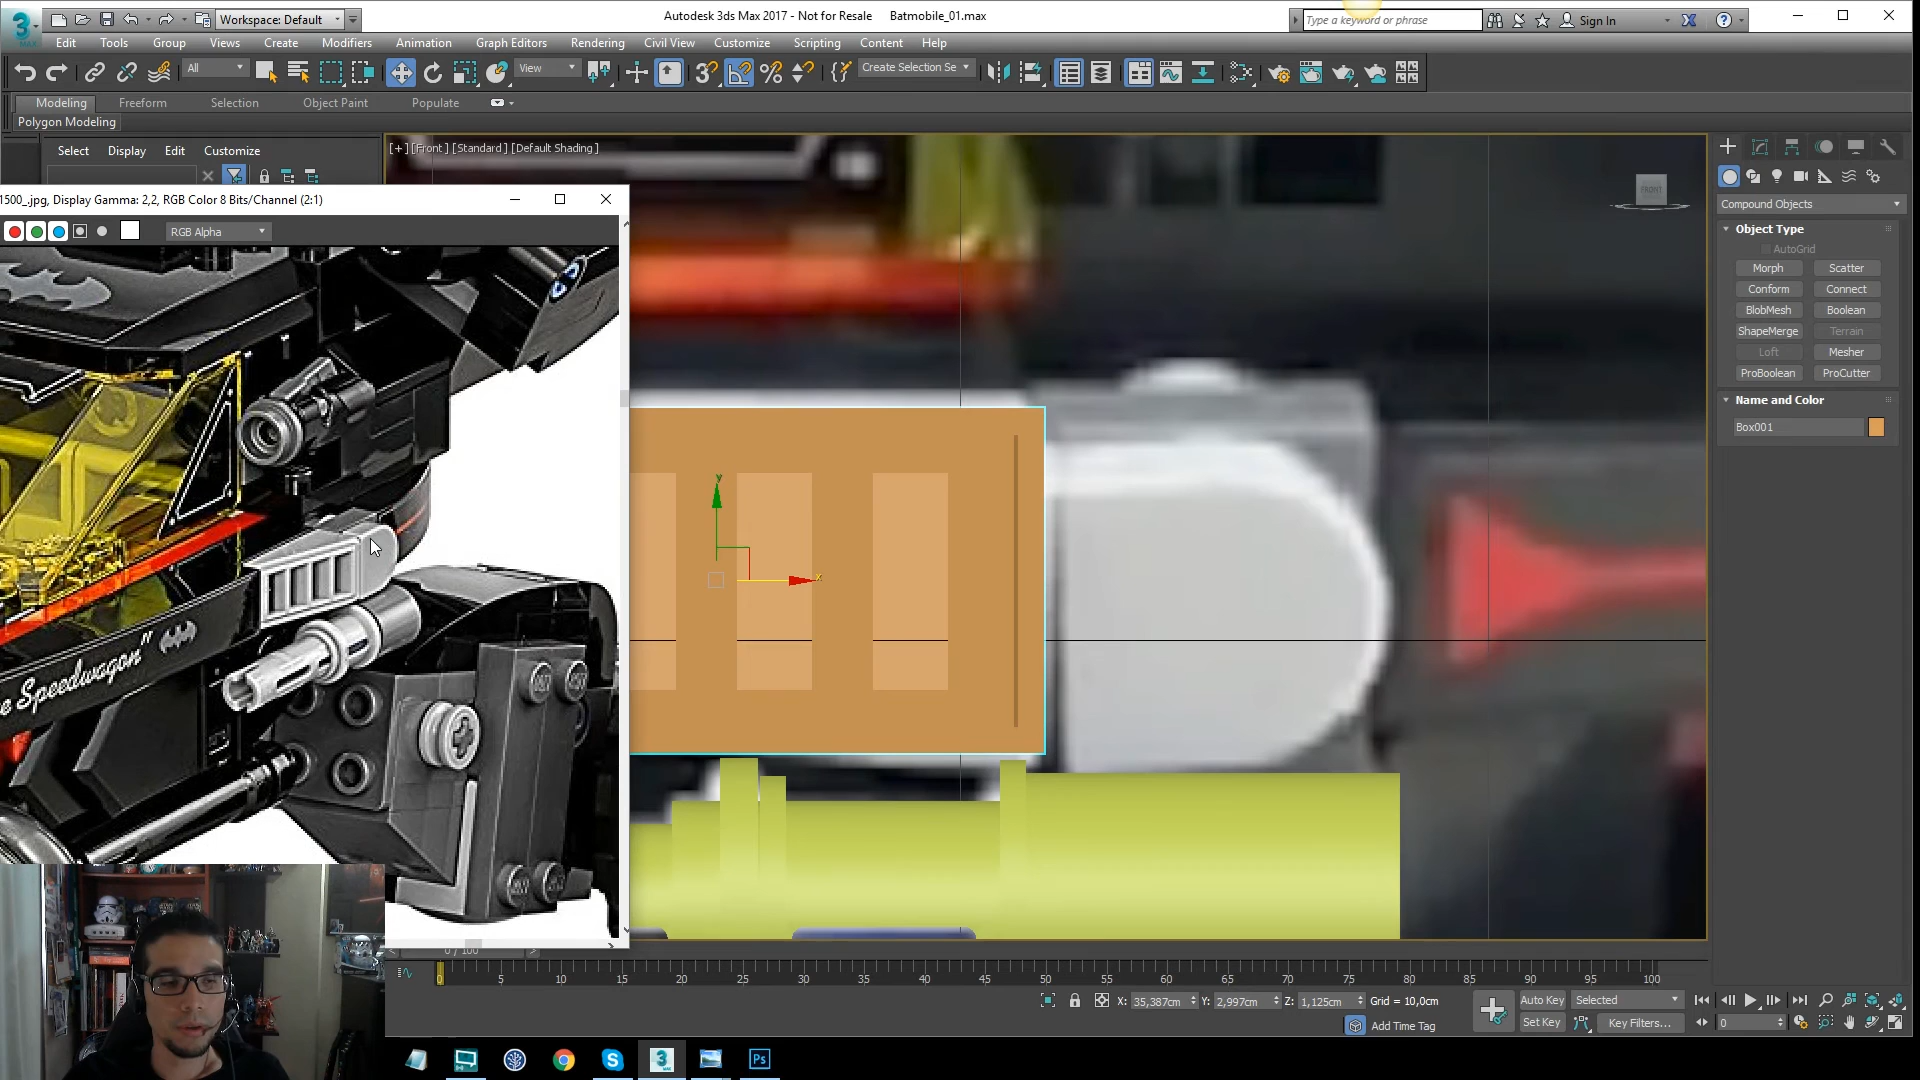 Workspace: Default
Autodesk 3ds Max 2017 - Not for Resale Batmobile_01.max
Type a keyword or phrase
Sign In
3
MAX
Edit Tools Group Views Create Modifiers Animation Graph Editors Rendering Civil View Customize Scripting Content Help
All
View
Create Selection Se
Modeling Freeform Selection Object Paint Populate
Polygon Modeling
Select Display Edit Customize
[+] [Front ] [Standard ] [Default Shading ]
FRONT
1500_.jpg, Display Gamma: 2,2, RGB Color 8 Bits/Channel (2:1)
RGB Alpha
e Speedwagon"
y
x
Compound Objects
Object Type
AutoGrid
Morph Scatter
Conform Connect
BlobMesh Boolean
ShapeMerge Terrain
Loft Mesher
ProBoolean ProCutter
Name and Color
Box001
0 / 100
0 5 10 15 20 25 30 35 40 45 50 55 60 65 70 75 80 85 90 95 100
X: 35,387cm Y: 2,997cm Z: 1,125cm Grid = 10,0cm
Add Time Tag
Auto Key Selected
Set Key Key Filters...
0
S
3
Ps